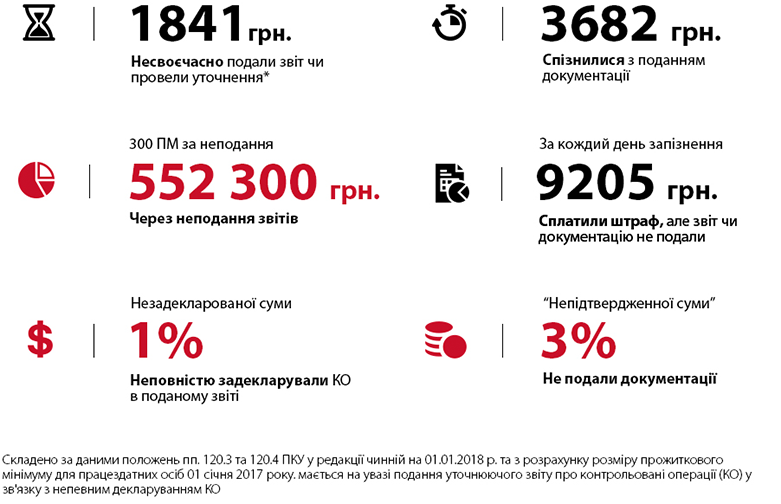 1841 грн.
Несвоєчасно подали звіт чи
провели уточнення*
3682 грн.
Спізнилися з поданням
документації
300 ПМ за неподання
552 300 грн.
Через неподання звітів
За кождий день запізнення
9205 грн.
Сплатили штраф, але звіт чи
документацію не подали
Незадекларованої суми
1%
Неповністю задекларували КО
в поданому звіті
“Непідтвердженної суми”
3%
Не подали документації
Складено за даними положень пп. 120.3 та 120.4 ПКУ у редакції чинній на 01.01.2018 р. та з розрахунку розміру прожиткового
мінімуму для працездатних осіб 01 січня 2017 року. мається на увазі подання уточнюючого звіту про контрольовані операції (КО) у
зв'язку з непевним декларуванням КО